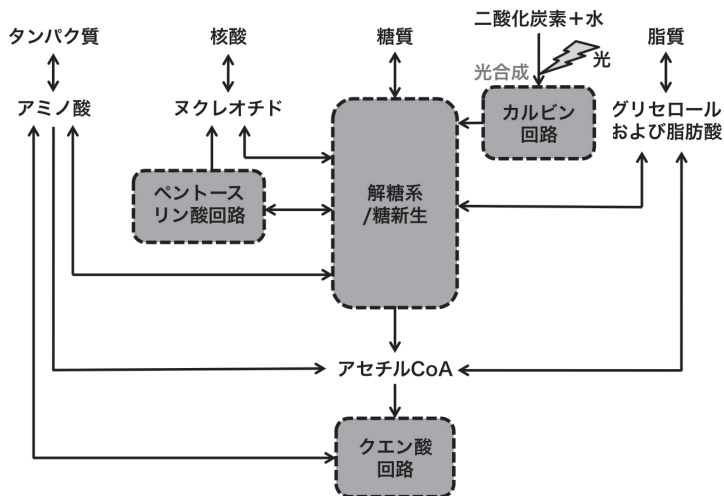 二酸化炭素＋水
タンパク質
核酸
糖質
脂質
光
光合成
アミノ酸
ヌクレオチド
カルビン
回路
グリセロール
および脂肪酸
ペントース
リン酸回路
解糖系
/糖新生
アセチルCoA
クエン酸
回路